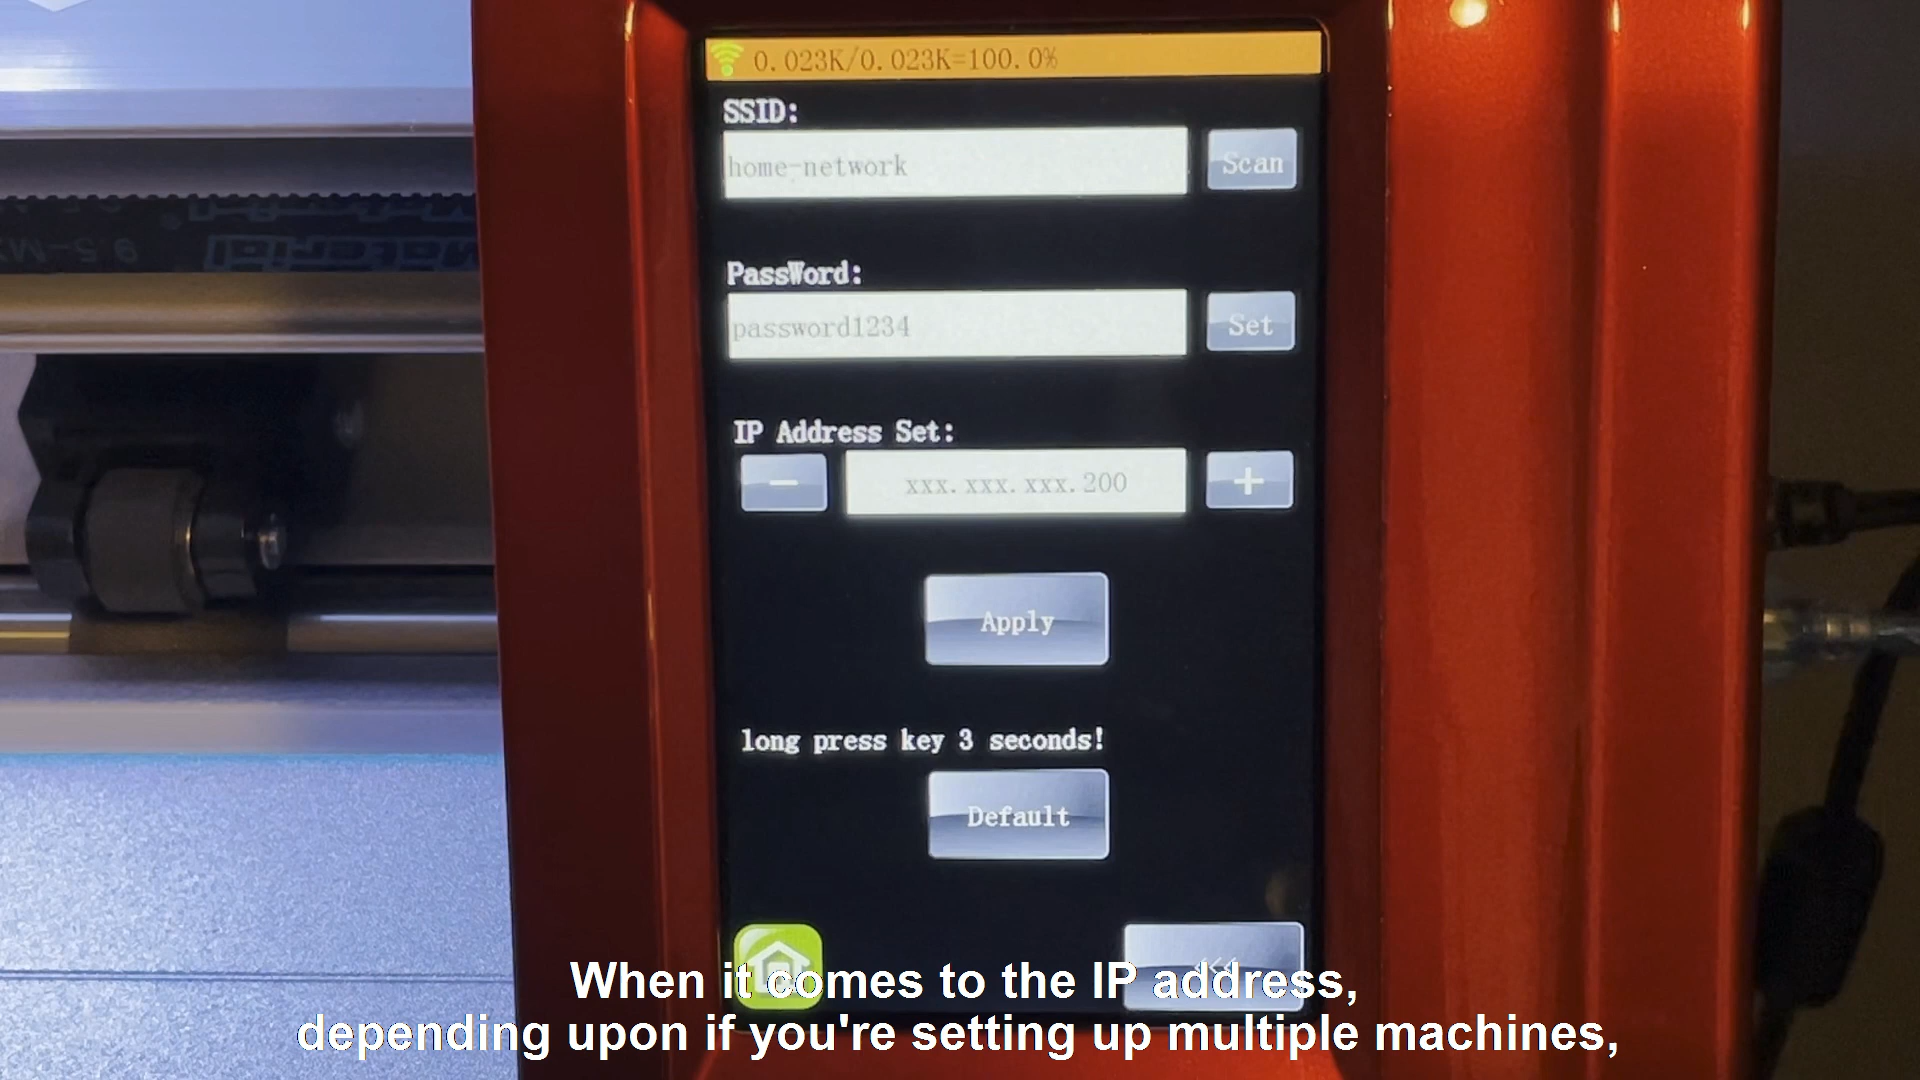 0.023K/0.023K=100.0%
SSID:
home-network
Scan
PassWord:
password1234
Set
IP Address Set:
- xxx.xxx.xxx.200 +
Apply
long press key 3 seconds!
Default
<<<
When it comes to the IP address,
depending upon if you're setting up multiple machines,